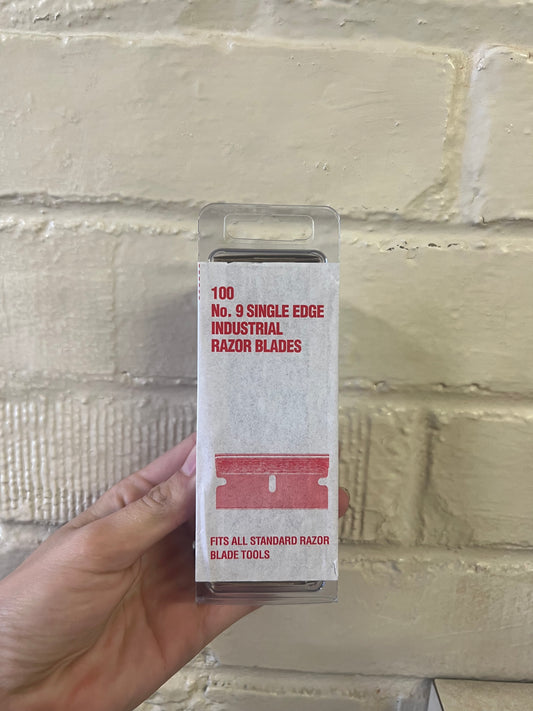 100
No. 9 SINGLE EDGE
INDUSTRIAL
RAZOR BLADES
FITS ALL STANDARD RAZOR
BLADE TOOLS